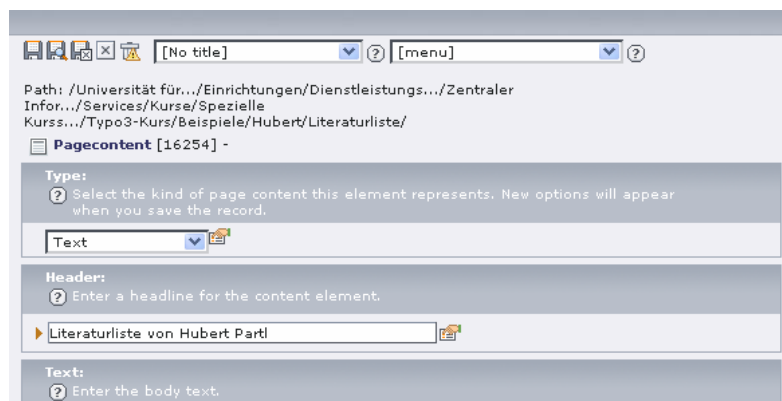 [No title] ? [menu] ?
Path: /Universität für.../Einrichtungen/Dienstleistungs.../Zentraler
Infor.../Services/Kurse/Spezielle
Kurss.../Typo3-Kurs/Beispiele/Hubert/Literaturliste/
Pagecontent [16254] -
Type:
? Select the kind of page content this element represents. New options will appear
when you save the record.
Text
Header:
? Enter a headline for the content element.
Literaturliste von Hubert Partl
Text:
? Enter the body text.